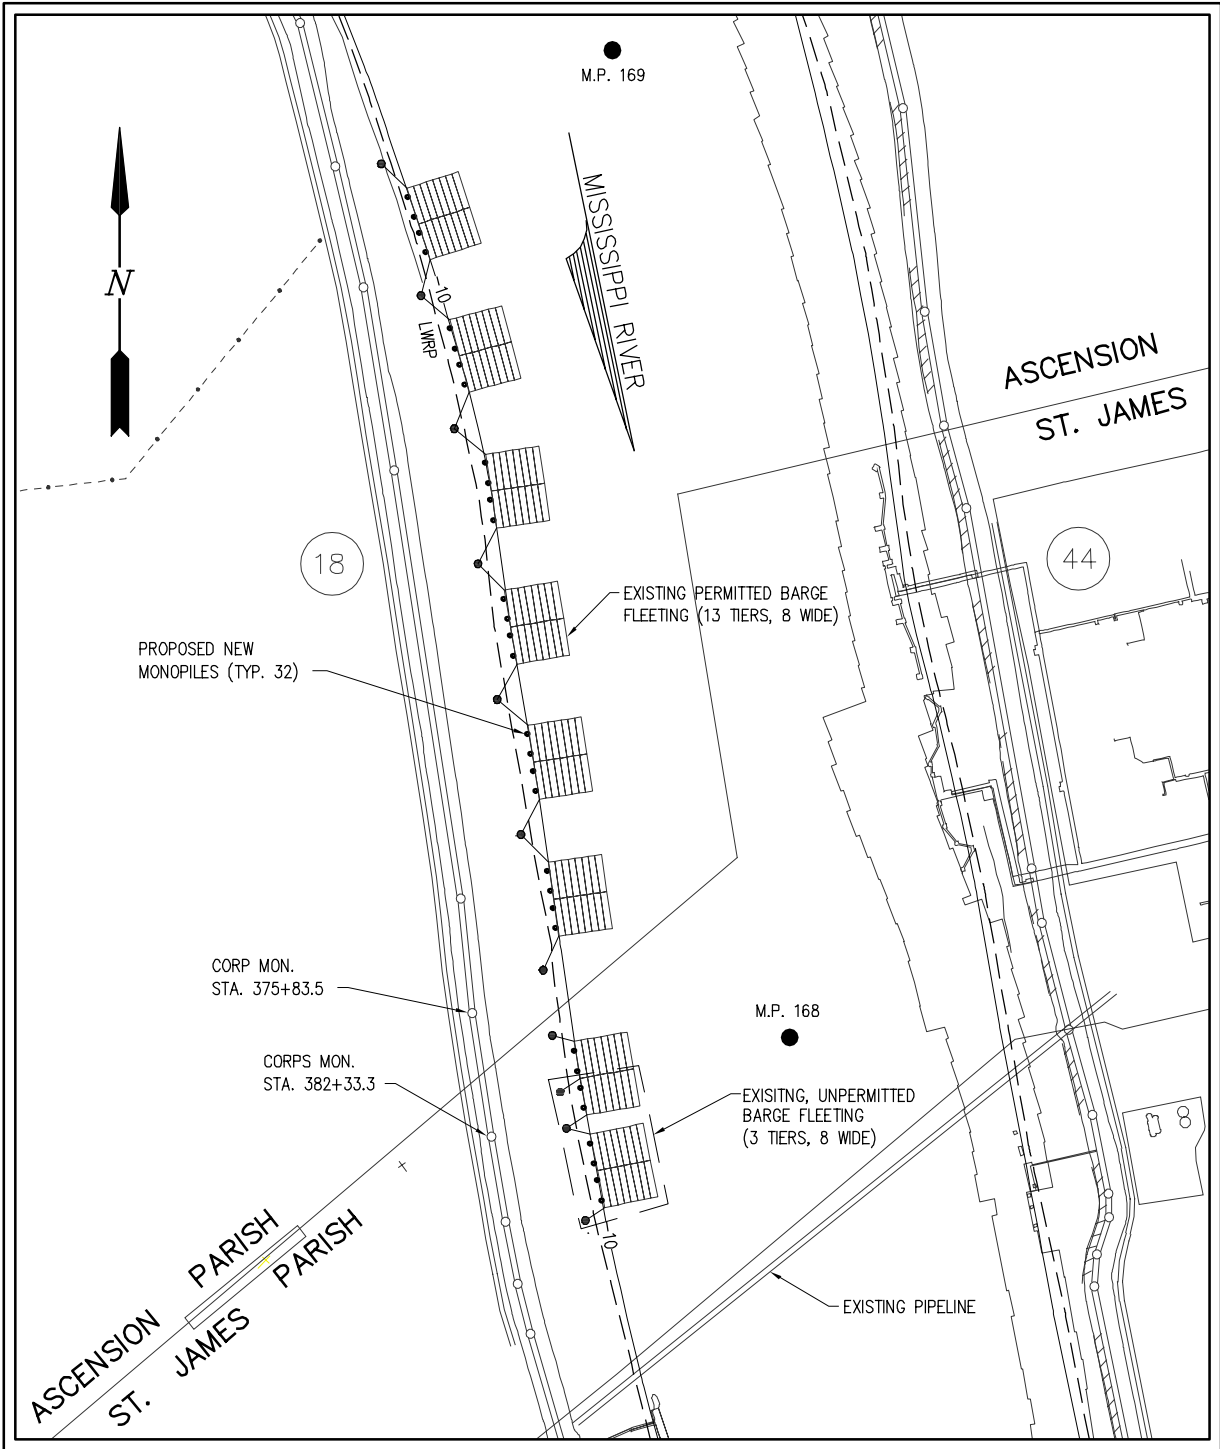 M.P. 169
N
MISSISSIPPI RIVER
-10
LWRP
ASCENSION
ST. JAMES
18
44
EXISTING PERMITTED BARGE
FLEETING (13 TIERS, 8 WIDE)
PROPOSED NEW
MONOPILES (TYP. 32)
CORP MON.
STA. 375+83.5
M.P. 168
CORPS MON.
STA. 382+33.3
EXISITNG, UNPERMITTED
BARGE FLEETING
(3 TIERS, 8 WIDE)
-10
ASCENSION PARISH
ST. JAMES PARISH
EXISTING PIPELINE